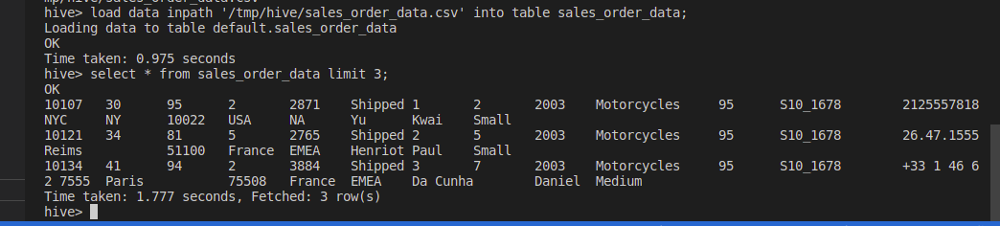 hive> load data inpath '/tmp/hive/sales_order_data.csv' into table sales_order_data;
Loading data to table default.sales_order_data
OK
Time taken: 0.975 seconds
hive> select * from sales_order_data limit 3;
OK
10107 30 95 2 2871 Shipped 1 2 2003 Motorcycles 95 S10_1678 2125557818
NYC NY 10022 USA NA Yu Kwai Small
10121 34 81 5 2765 Shipped 2 5 2003 Motorcycles 95 S10_1678 26.47.1555
Reims 51100 France EMEA Henriot Paul Small
10134 41 94 2 3884 Shipped 3 7 2003 Motorcycles 95 S10_1678 +33 1 46 6
2 7555 Paris 75508 France EMEA Da Cunha Daniel Medium
Time taken: 1.777 seconds, Fetched: 3 row(s)
hive>